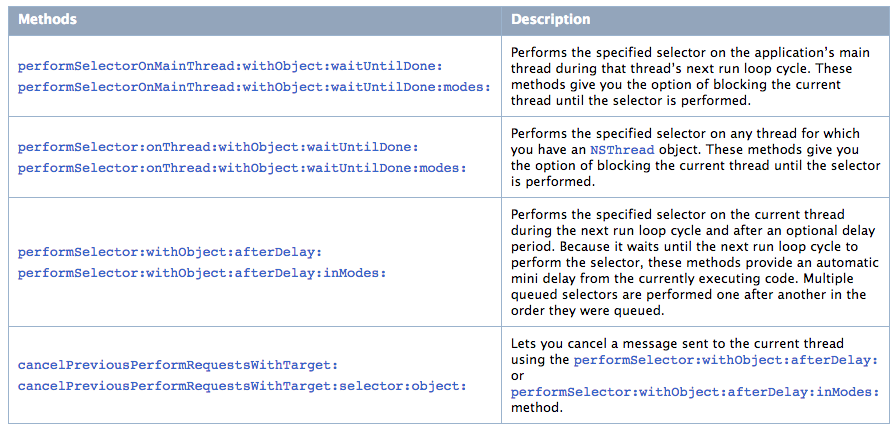 Methods
Description
performSelectorOnMainThread:withObject:waitUntilDone:
performSelectorOnMainThread:withObject:waitUntilDone:modes:
Performs the specified selector on the application's main
thread during that thread's next run loop cycle. These
methods give you the option of blocking the current
thread until the selector is performed.
performSelector:onThread:withObject:waitUntilDone:
performSelector:onThread:withObject:waitUntilDone:modes:
Performs the specified selector on any thread for which
you have an NSThread object. These methods give you
the option of blocking the current thread until the selector
is performed.
performSelector:withObject:afterDelay:
performSelector:withObject:afterDelay:inModes:
Performs the specified selector on the current thread
during the next run loop cycle and after an optional delay
period. Because it waits until the next run loop cycle to
perform the selector, these methods provide an automatic
mini delay from the currently executing code. Multiple
queued selectors are performed one after another in the
order they were queued.
cancelPreviousPerformRequestsWithTarget:
cancelPreviousPerformRequestsWithTarget:selector:object:
Lets you cancel a message sent to the current thread
using the performSelector:withObject:afterDelay:
or
performSelector:withObject:afterDelay:inModes:
method.